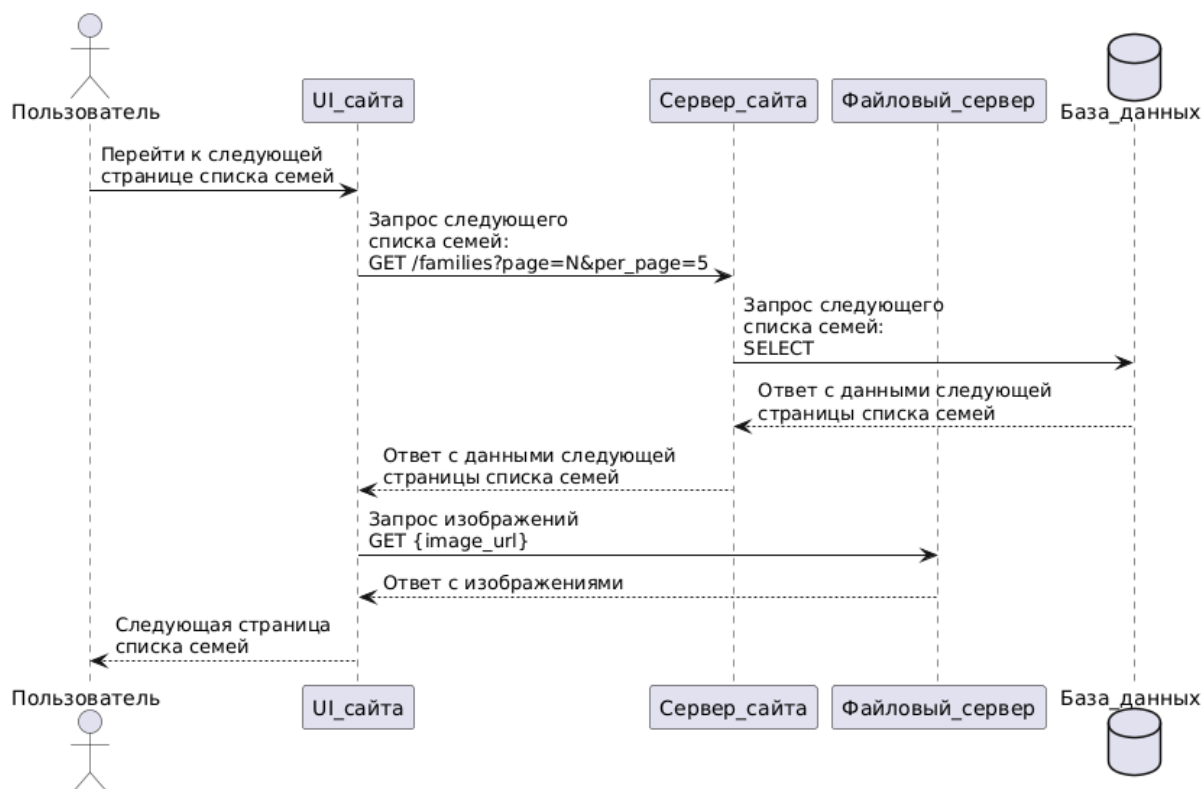 Пользователь
UI_сайта
Сервер_сайта
Файловый_сервер
База_данных
Перейти к следующей
странице списка семей
Запрос следующего
списка семей:
GET /families?page=N&per_page=5
Запрос следующего
списка семей:
SELECT
Ответ с данными следующей
страницы списка семей
Ответ с данными следующей
страницы списка семей
Запрос изображений
GET {image_url}
Ответ с изображениями
Следующая страница
списка семей
Пользователь
UI_сайта
Сервер_сайта
Файловый_сервер
База_данных